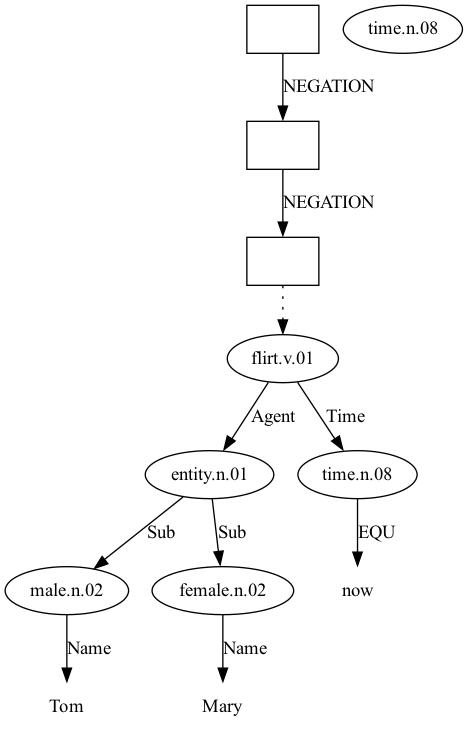 time.n.08
NEGATION
NEGATION
flirt.v.01
Agent
Time
entity.n.01
time.n.08
Sub
Sub
EQU
male.n.02
female.n.02
now
Name
Name
Tom
Mary